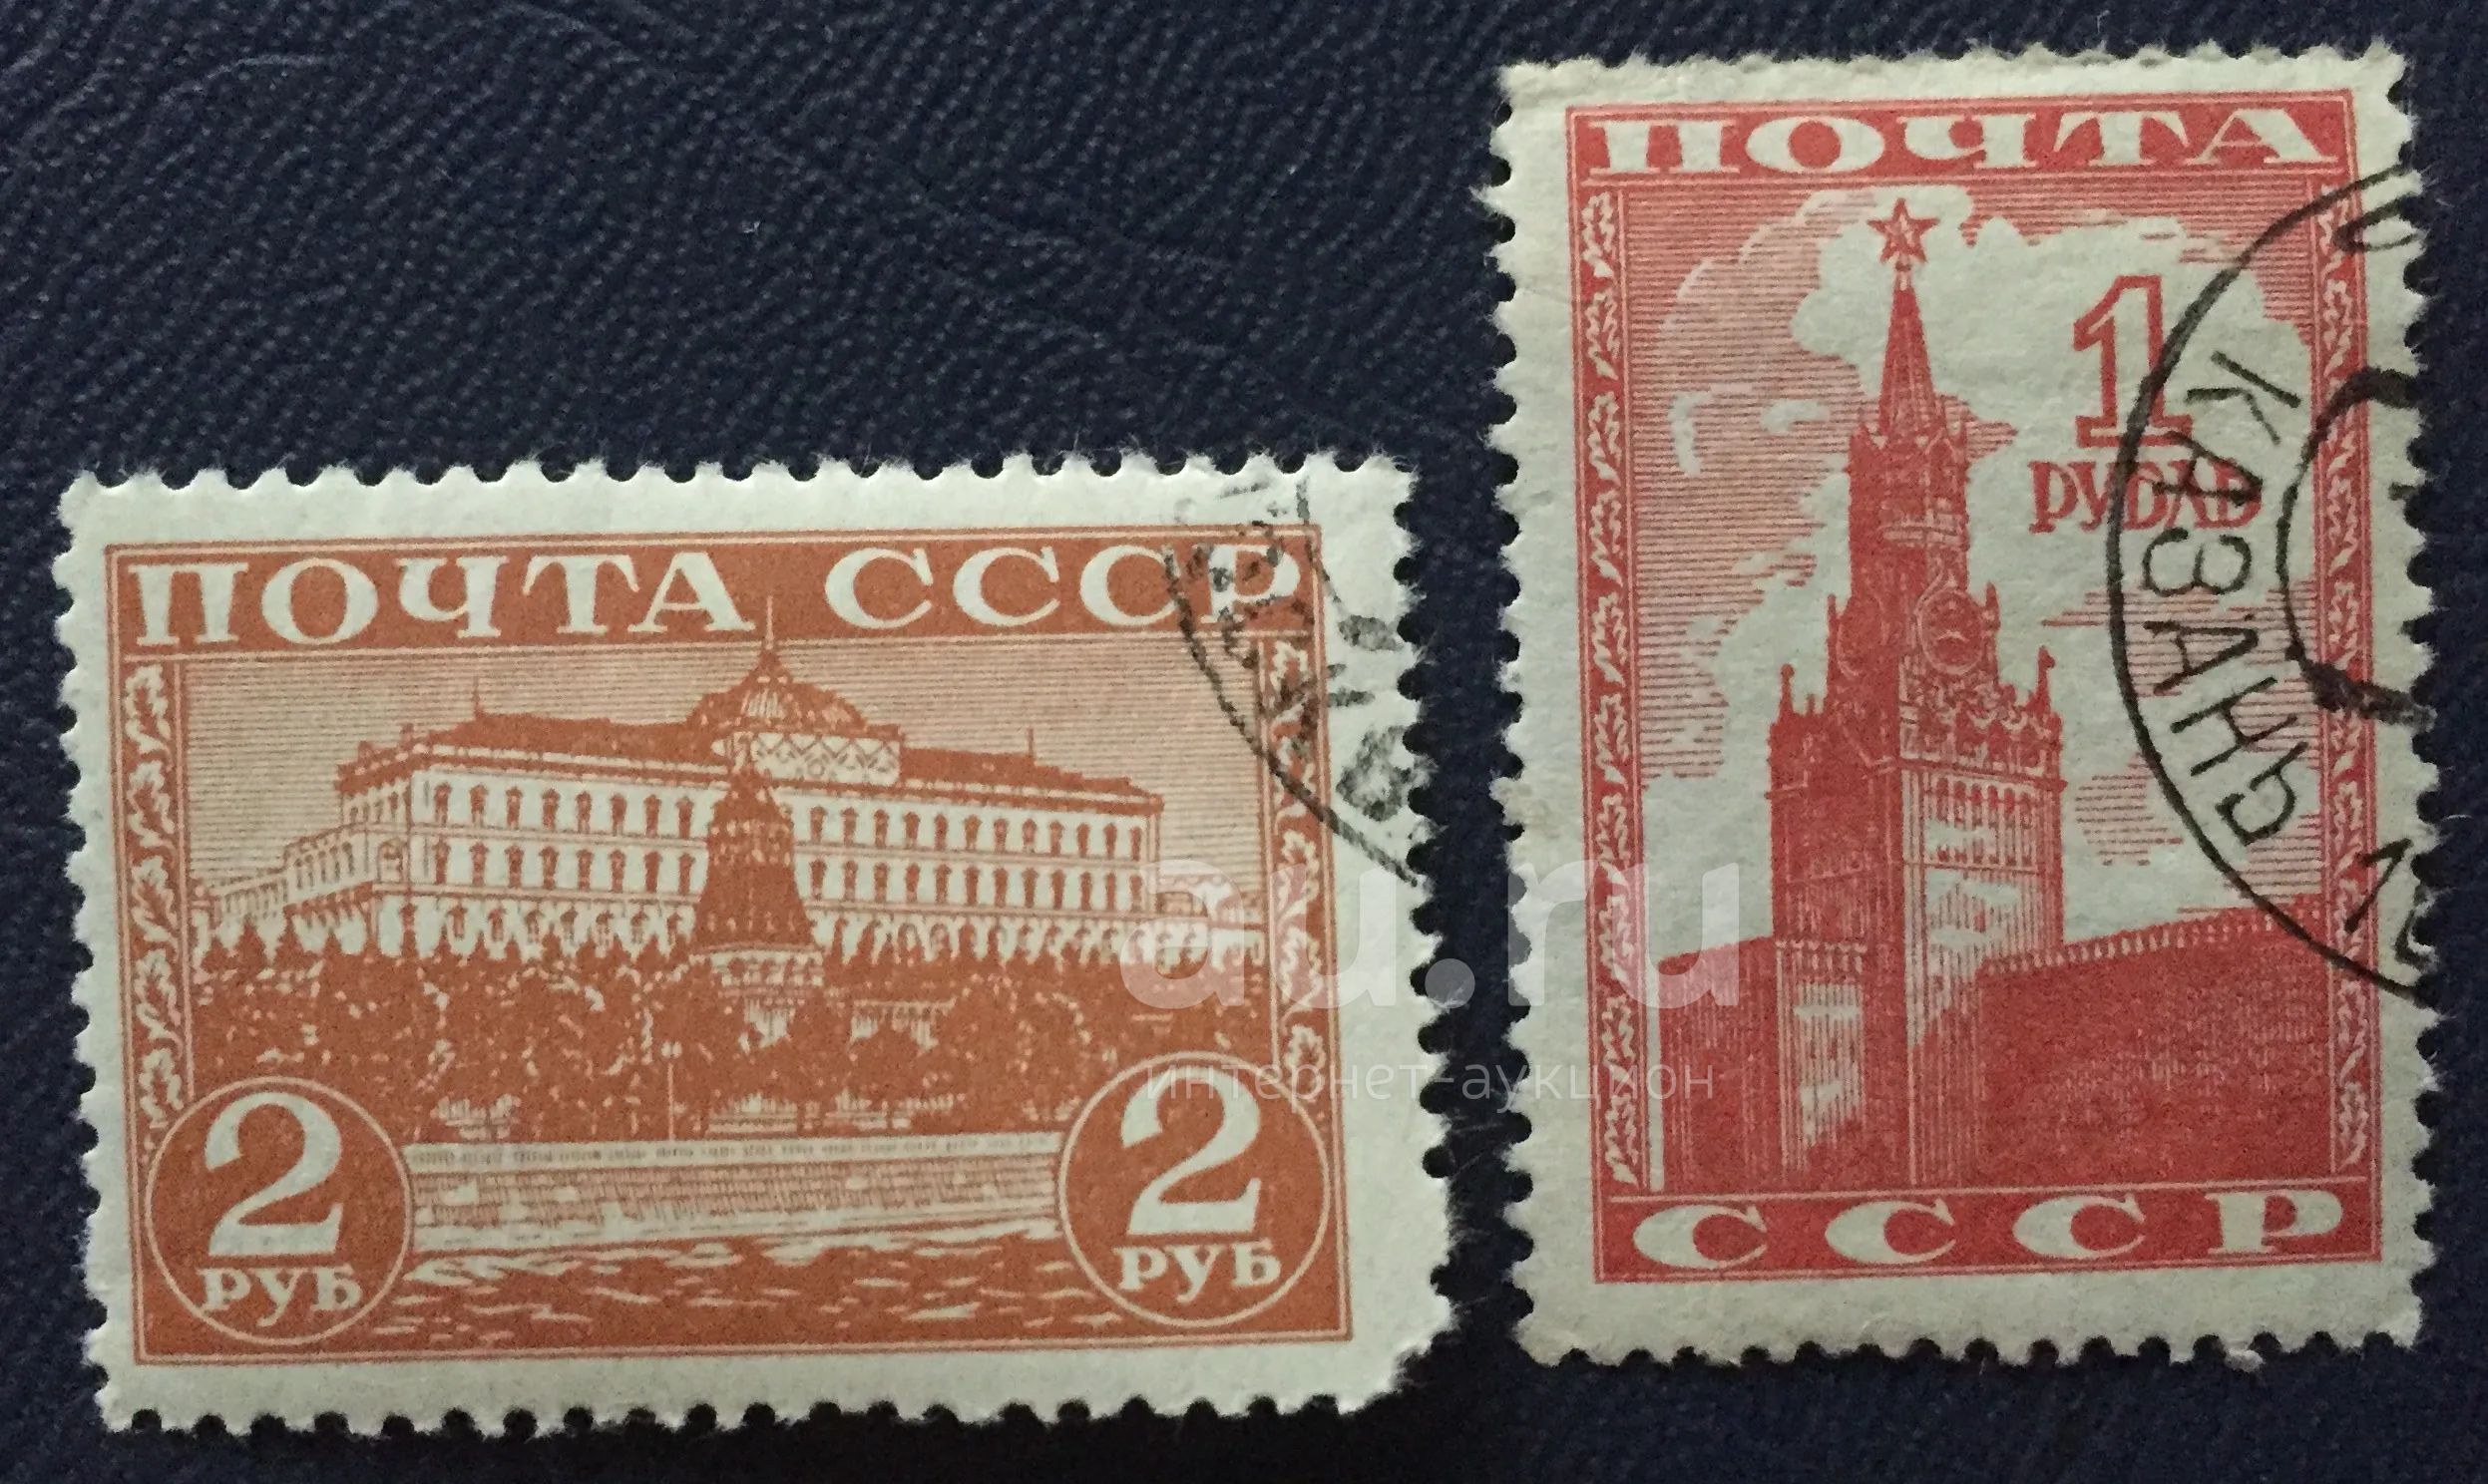 ПОЧТА СССР
2
РУБ
2
РУБ
ПОЧТА
1
РУБЛЬ
СССР
КАЗАНЬ
au.ru
интернет-аукцион